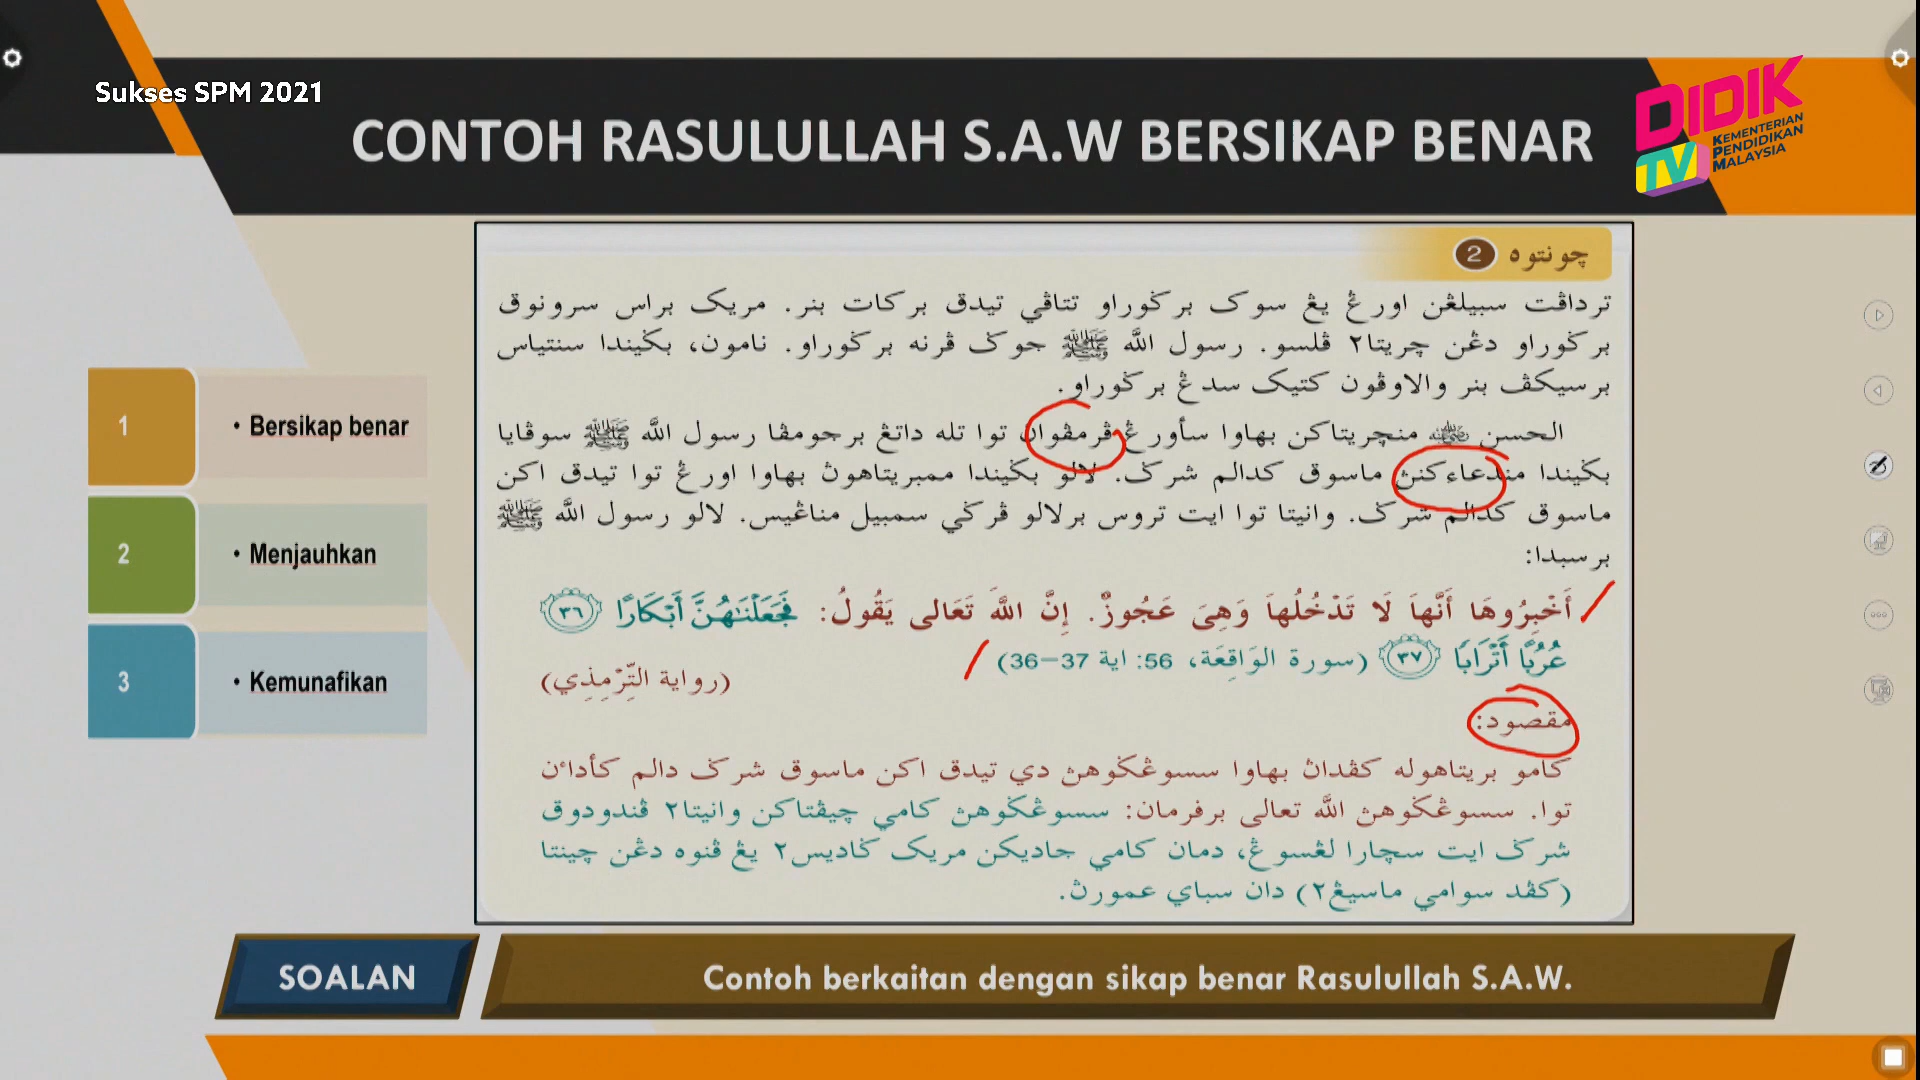 Sukses SPM 2021
CONTOH RASULULLAH S.A.W BERSIKAP BENAR
DIDIK
TV
KEMENTERIAN
PENDIDIKAN
MALAYSIA
1
• Bersikap benar
2
• Menjauhkan
3
• Kemunafikan
چونتوه 2
ترداڤت سبيلڠن اورڠ يڠ سوک برݢوراو تتاڤي تيدق برکات بنر. مريک براس سرونوق
برݢوراو دڠن چريتا٢ ڤلسو. رسول الله ﷺ جوݢ ڤرنه برݢوراو. نامون، بݢيندا سنتياس
برسيکڤ بنر والاوڤون کتيک سدڠ برݢوراو.
الحسن رضي الله عنه منچريتاکن بهاوا سأورڠ ڤرمڤوان توا تله داتڠ برجومڤا رسول الله ﷺ سوڤايا
بݢيندا مندعاءکنڽ ماسوق کدالم شرݢ. لالو بݢيندا ممبريتاهوڽ بهاوا اورڠ توا تيدق اکن
ماسوق کدالم شرݢ. وانيتا توا ايت تروس برلالو ڤرݢي سمبيل مناڠيس. لالو رسول الله ﷺ
برسبدا:
أَخْبِرُوهَا أَنَّهاَ لَا تَدْخُلُهاَ وَهِىَ عَجُوزٌ. إِنَّ اللهَ تَعَالى يَقُولُ: فَجَعَلْنَـٰهُنَّ أَبْكَارًا ٣٦
عُرُبًا أَتْرَابًا ٣٧ (سورة الوَاقِعَة، 56: اية 37–36)
(رواية التِّرْمِذِي)
مقصود:
کامو بريتاهوله کڤداڽ بهاوا سسوڠݢوهڽ دي تيدق اکن ماسوق شرݢ دالم کأداءن
توا. سسوڠݢوهڽ الله تعالى برفرمان: سسوڠݢوهڽ کامي چيڤتاکن وانيتا٢ ڤندودوق
شرݢ ايت سچارا لڠسوڠ، دمان کامي جاديکن مريک ݢاديس٢ يڠ ڤنوه دڠن چينتا
(کڤد سوامي ماسيڠ٢) دان سباي عمورڽ.
SOALAN
Contoh berkaitan dengan sikap benar Rasulullah S.A.W.